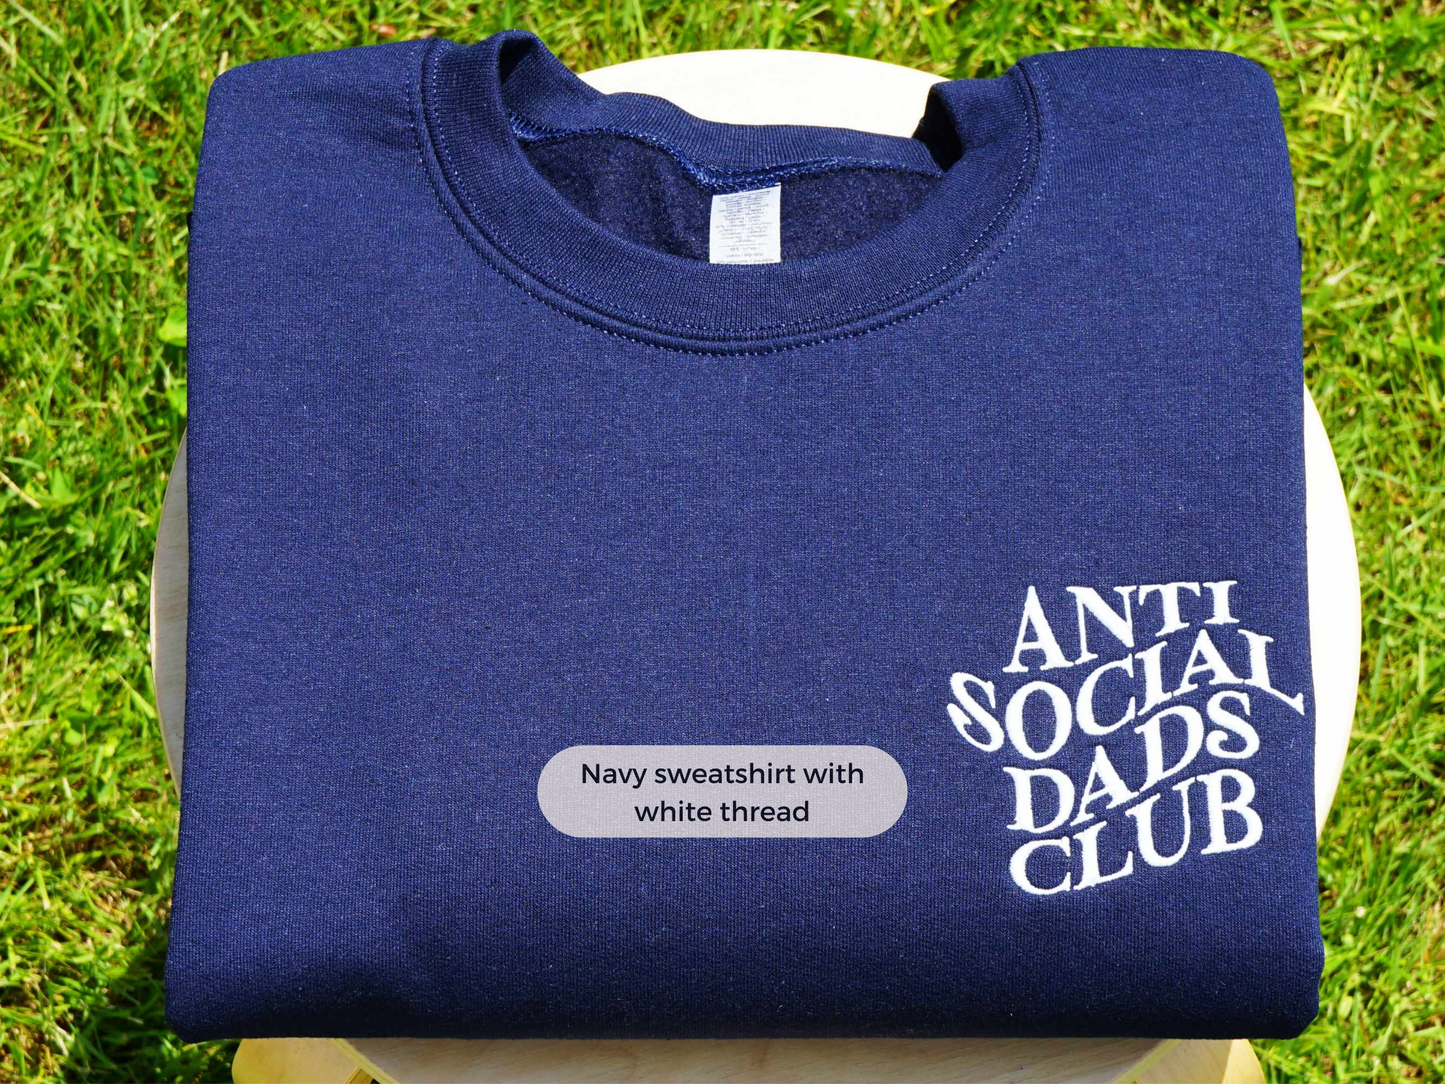 ANTI
SOCIAL
DADS
CLUB
Navy sweatshirt with
white thread